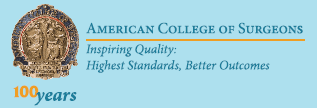 American College of Surgeons
Inspiring Quality:
Highest Standards, Better Outcomes
100years